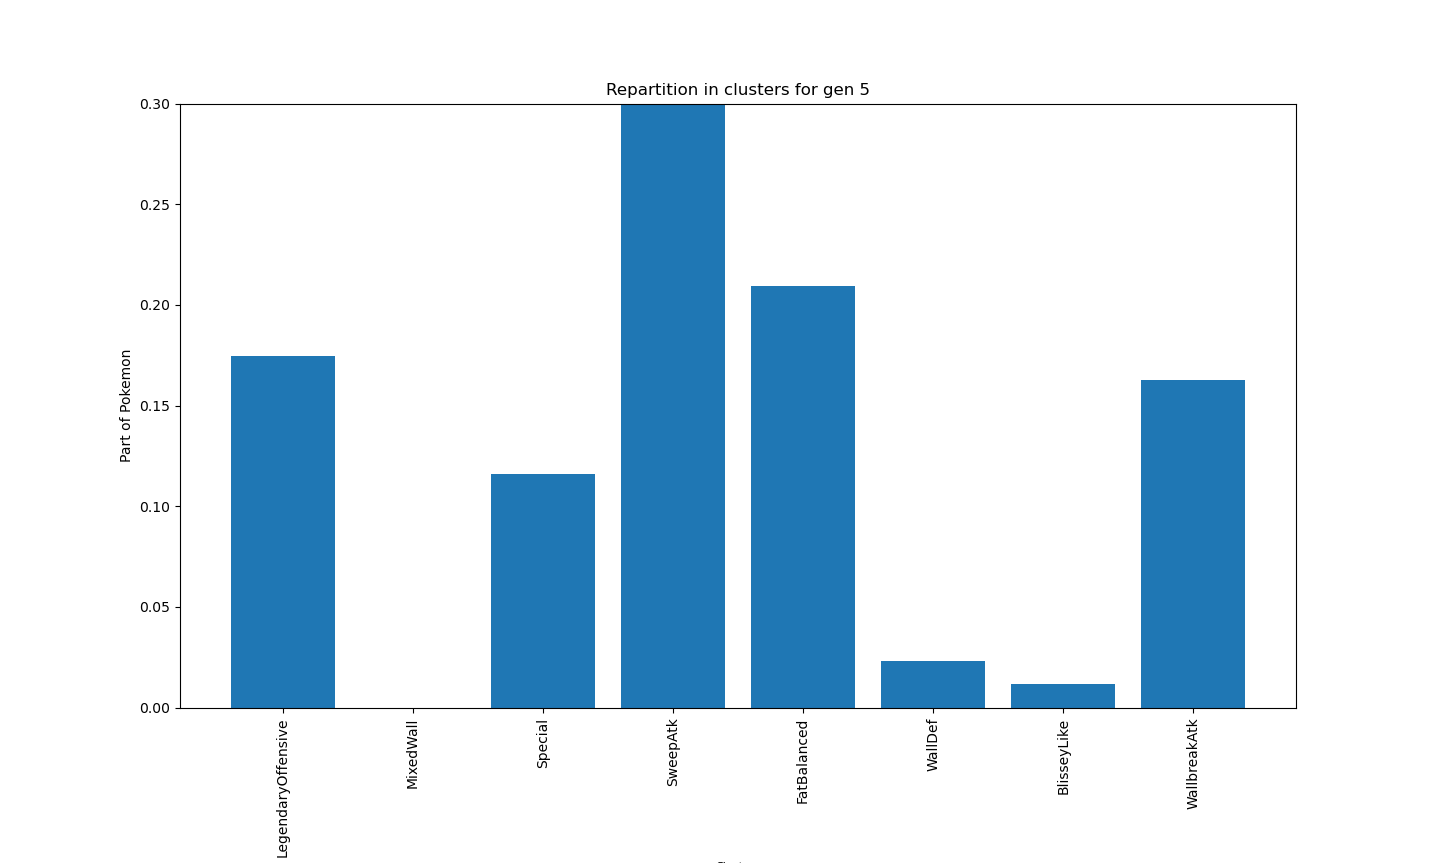 Repartition in clusters for gen 5
0.30
0.25
0.20
0.15
0.10
0.05
0.00
Part of Pokemon
LegendaryOffensive
MixedWall
Special
SweepAtk
FatBalanced
WallDef
BlisseyLike
WallbreakAtk